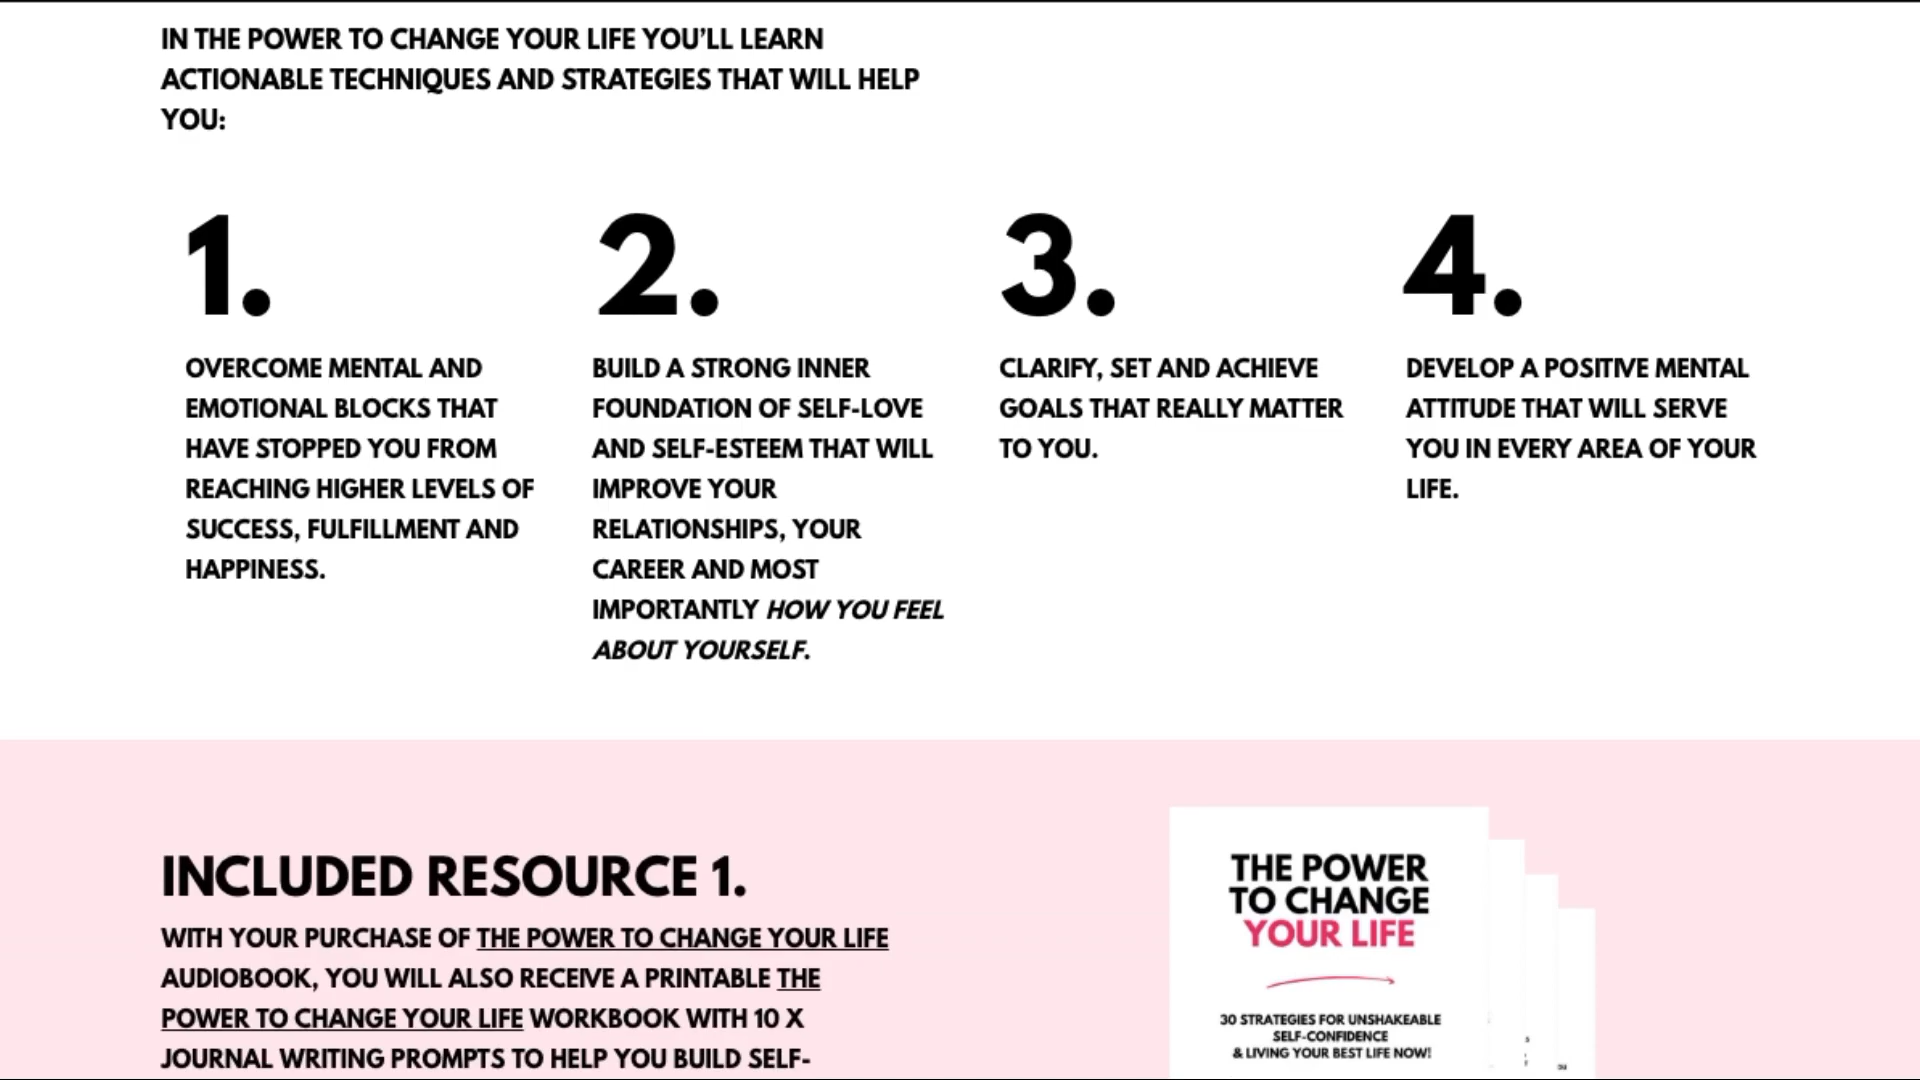 IN THE POWER TO CHANGE YOUR LIFE YOU’LL LEARN
ACTIONABLE TECHNIQUES AND STRATEGIES THAT WILL HELP
YOU:
1.
OVERCOME MENTAL AND
EMOTIONAL BLOCKS THAT
HAVE STOPPED YOU FROM
REACHING HIGHER LEVELS OF
SUCCESS, FULFILLMENT AND
HAPPINESS.
2.
BUILD A STRONG INNER
FOUNDATION OF SELF-LOVE
AND SELF-ESTEEM THAT WILL
IMPROVE YOUR
RELATIONSHIPS, YOUR
CAREER AND MOST
IMPORTANTLY HOW YOU FEEL
ABOUT YOURSELF.
3.
CLARIFY, SET AND ACHIEVE
GOALS THAT REALLY MATTER
TO YOU.
4.
DEVELOP A POSITIVE MENTAL
ATTITUDE THAT WILL SERVE
YOU IN EVERY AREA OF YOUR
LIFE.
INCLUDED RESOURCE 1.
WITH YOUR PURCHASE OF THE POWER TO CHANGE YOUR LIFE
AUDIOBOOK, YOU WILL ALSO RECEIVE A PRINTABLE THE
POWER TO CHANGE YOUR LIFE WORKBOOK WITH 10 X
JOURNAL WRITING PROMPTS TO HELP YOU BUILD SELF-
THE POWER
TO CHANGE
YOUR LIFE
30 STRATEGIES FOR UNSHAKEABLE
SELF-CONFIDENCE
& LIVING YOUR BEST LIFE NOW!